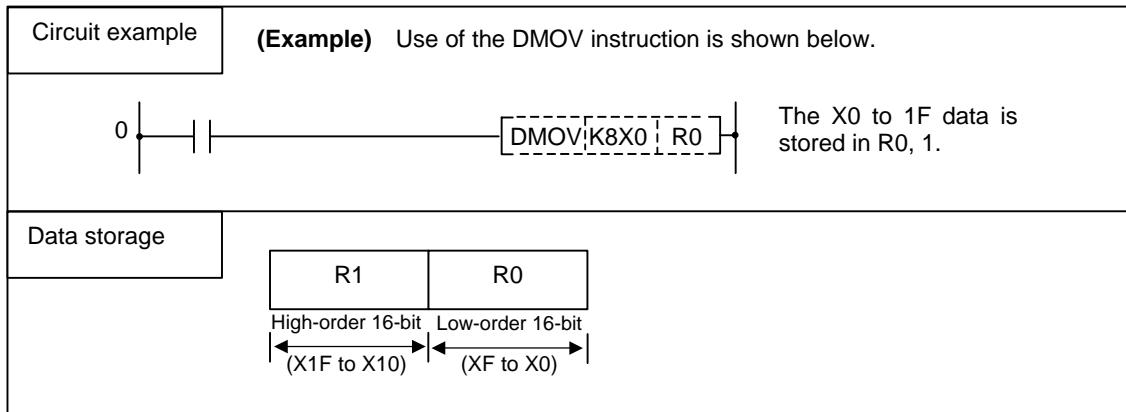 Circuit example
(Example) Use of the DMOV instruction is shown below.
0
DMOV K8X0 R0
The X0 to 1F data is
stored in R0, 1.
Data storage
R1 R0
High-order 16-bit Low-order 16-bit
(X1F to X10) (XF to X0)